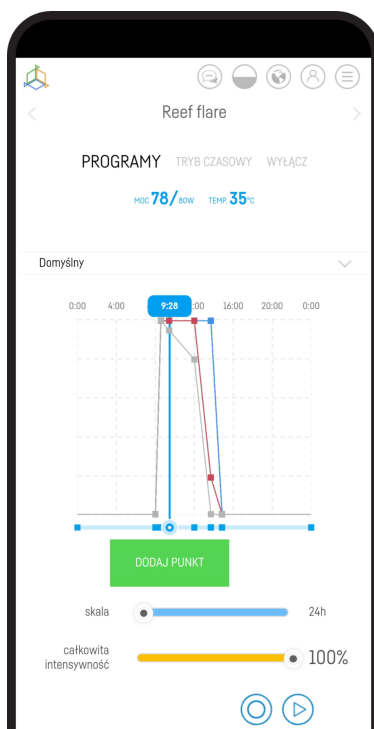 Reef flare
PROGRAMY TRYB CZASOWY WYŁĄCZ
MOC 78/80W TEMP. 35°C
Domyślny
0:00 4:00 9:28 :00 16:00 20:00 0:00
DODAJ PUNKT
skala 24h
całkowita
intensywność 100%